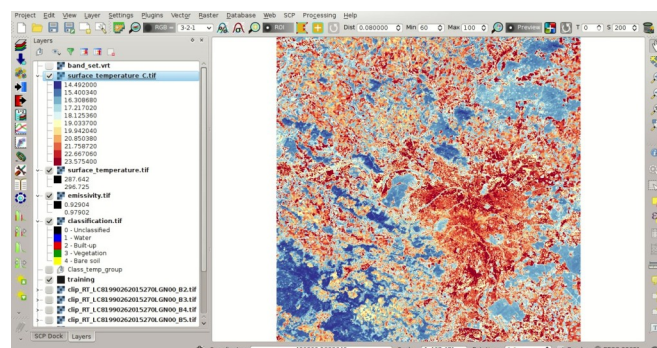 Project Edit View Layer Settings Plugins Vector Raster Database Web SCP Processing Help
RGB = 3-2-1 ROI Dist 0.080000 Min 60 Max 100 Preview T 0 S 200
Layers
band_set.vrt
surface_temperature_C.tif
14.492000
15.400340
16.308680
17.217020
18.125360
19.033700
19.942040
20.850380
21.758720
22.667060
23.575400
surface_temperature.tif
287.642
296.725
emissivity.tif
0.92904
0.97902
classification.tif
0 - Unclassified
1 - Water
2 - Built-up
3 - Vegetation
4 - Bare soil
Class_temp_group
training
clip_RT_LC81990262015270LGN00_B2.tif
clip_RT_LC81990262015270LGN00_B3.tif
clip_RT_LC81990262015270LGN00_B4.tif
clip_RT_LC81990262015270LGN00_B5.tif
SCP Dock Layers